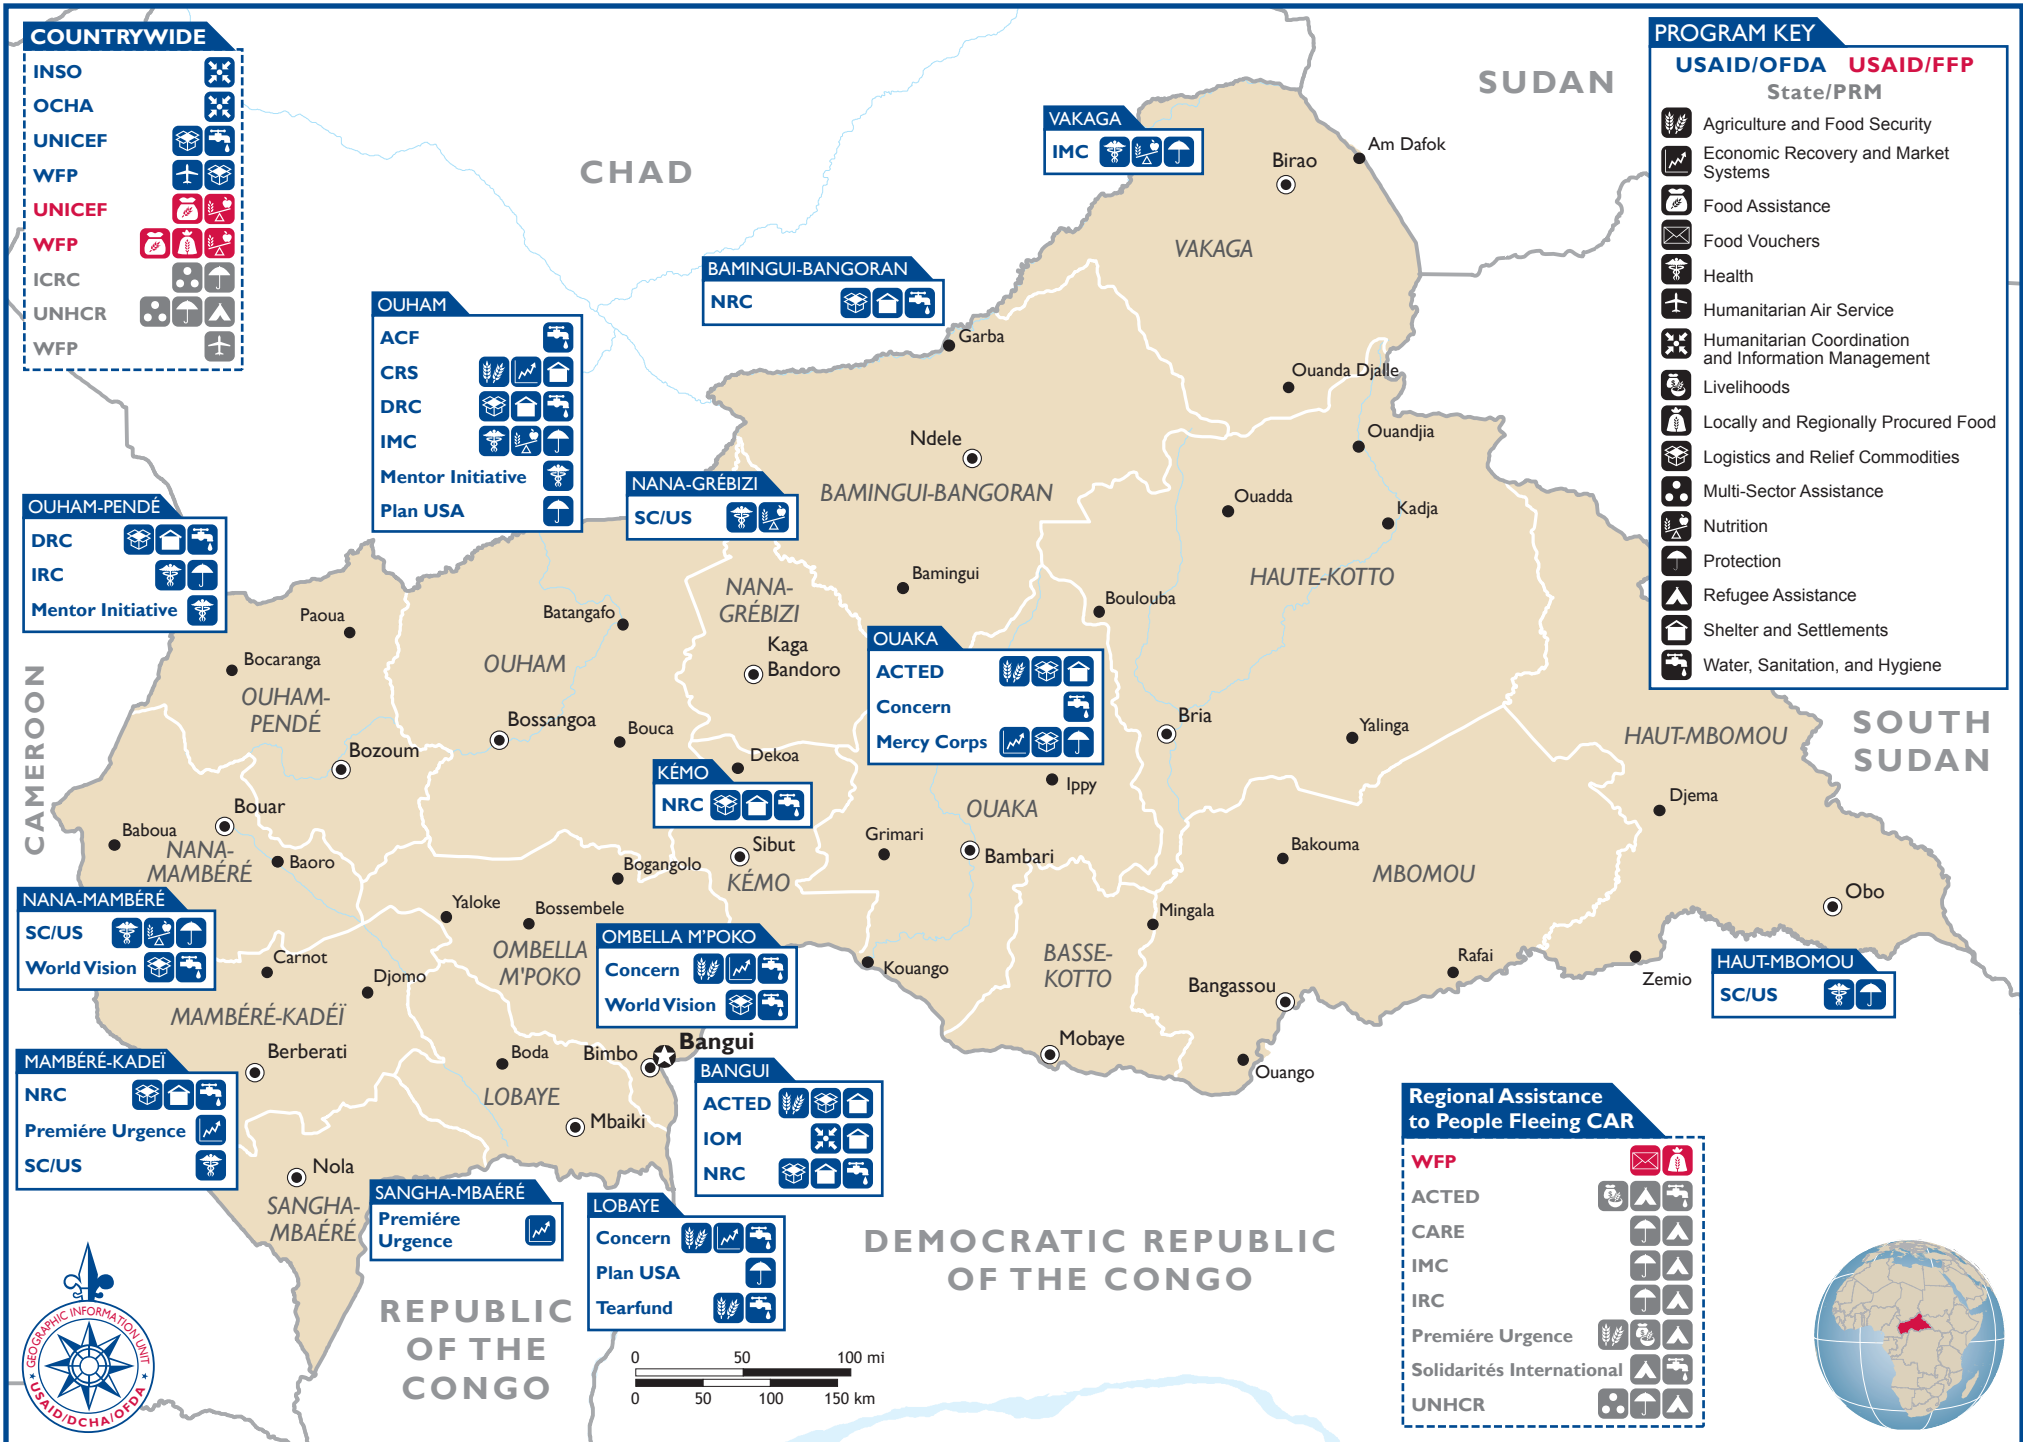 COUNTRYWIDE
INSO
OCHA
UNICEF
WFP
UNICEF
WFP
ICRC
UNHCR
WFP
PROGRAM KEY
USAID/OFDA USAID/FFP
State/PRM
Agriculture and Food Security
Economic Recovery and Market
Systems
Food Assistance
Food Vouchers
Health
Humanitarian Air Service
Humanitarian Coordination
and Information Management
Livelihoods
Locally and Regionally Procured Food
Logistics and Relief Commodities
Multi-Sector Assistance
Nutrition
Protection
Refugee Assistance
Shelter and Settlements
Water, Sanitation, and Hygiene
SUDAN
CHAD
CAMEROON
SOUTH
SUDAN
DEMOCRATIC REPUBLIC
OF THE CONGO
REPUBLIC
OF THE
CONGO
VAKAGA
IMC
BAMINGUI-BANGORAN
NRC
OUHAM
ACF
CRS
DRC
IMC
Mentor Initiative
Plan USA
NANA-GRÉBIZI
SC/US
OUHAM-PENDÉ
DRC
IRC
Mentor Initiative
OUAKA
ACTED
Concern
Mercy Corps
KÉMO
NRC
NANA-MAMBÉRÉ
SC/US
World Vision
OMBELLA M'POKO
Concern
World Vision
HAUT-MBOMOU
SC/US
MAMBÉRÉ-KADEÏ
NRC
Premiére Urgence
SC/US
BANGUI
ACTED
IOM
NRC
SANGHA-MBAÉRÉ
Premiére
Urgence
LOBAYE
Concern
Plan USA
Tearfund
Regional Assistance
to People Fleeing CAR
WFP
ACTED
CARE
IMC
IRC
Premiére Urgence
Solidarités International
UNHCR
Am Dafok
Birao
VAKAGA
Garba
Ouanda Djalle
Ouandjia
Ndele
BAMINGUI-BANGORAN
Ouadda
Kadja
HAUTE-KOTTO
Bamingui
Boulouba
NANA-
GRÉBIZI
Kaga
Bandoro
Batangafo
Paoua
Bocaranga
OUHAM
OUHAM-
PENDÉ
Bossangoa
Bouca
Bozoum
Dekoa
Bria
Yalinga
HAUT-MBOMOU
Ippy
Djema
OUAKA
Bouar
Baboua
NANA-
MAMBÉRÉ
Baoro
Grimari
Sibut
Bambari
Bakouma
MBOMOU
Bogangolo
KÉMO
Obo
Yaloke
Bossembele
Mingala
OMBELLA
M'POKO
BASSE-
KOTTO
Carnot
Djomo
Kouango
Rafai
Zemio
Bangassou
MAMBÉRÉ-KADÉÏ
Berberati
Boda
Bimbo
Bangui
Mobaye
Ouango
LOBAYE
Mbaiki
Nola
SANGHA-
MBAÉRÉ
0 50 100 mi
0 50 100 150 km
GEOGRAPHIC INFORMATION UNIT
USAID/DCHA/OFDA